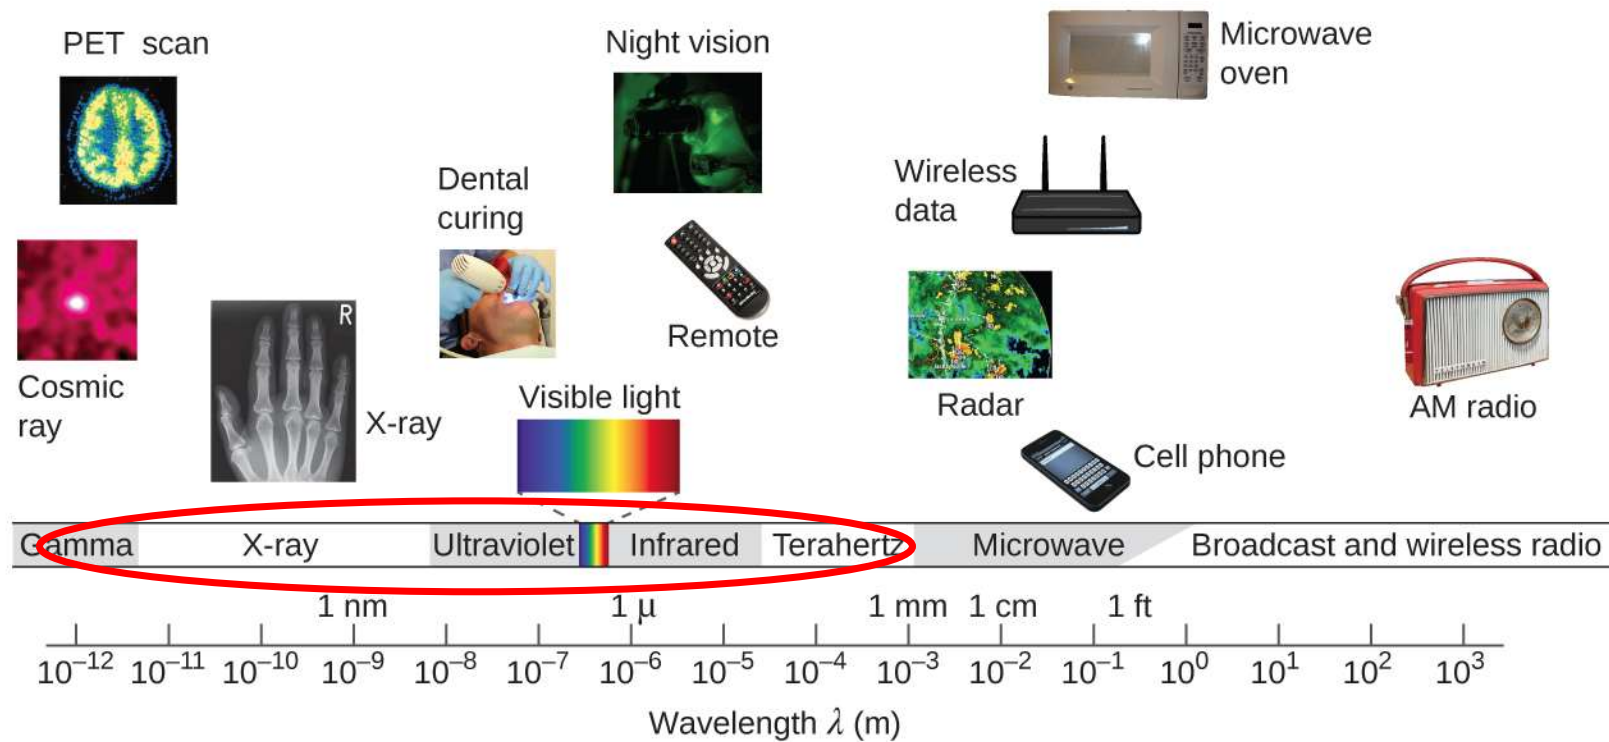 PET scan
Night vision
Microwave
oven
Dental
curing
Wireless
data
Remote
Cosmic
ray
R
X-ray
Visible light
Radar
AM radio
Cell phone
Gamma X-ray Ultraviolet Infrared Terahertz Microwave Broadcast and wireless radio
1 nm 1 μ 1 mm 1 cm 1 ft
10⁻¹² 10⁻¹¹ 10⁻¹⁰ 10⁻⁹ 10⁻⁸ 10⁻⁷ 10⁻⁶ 10⁻⁵ 10⁻⁴ 10⁻³ 10⁻² 10⁻¹ 10⁰ 10¹ 10² 10³
Wavelength λ (m)